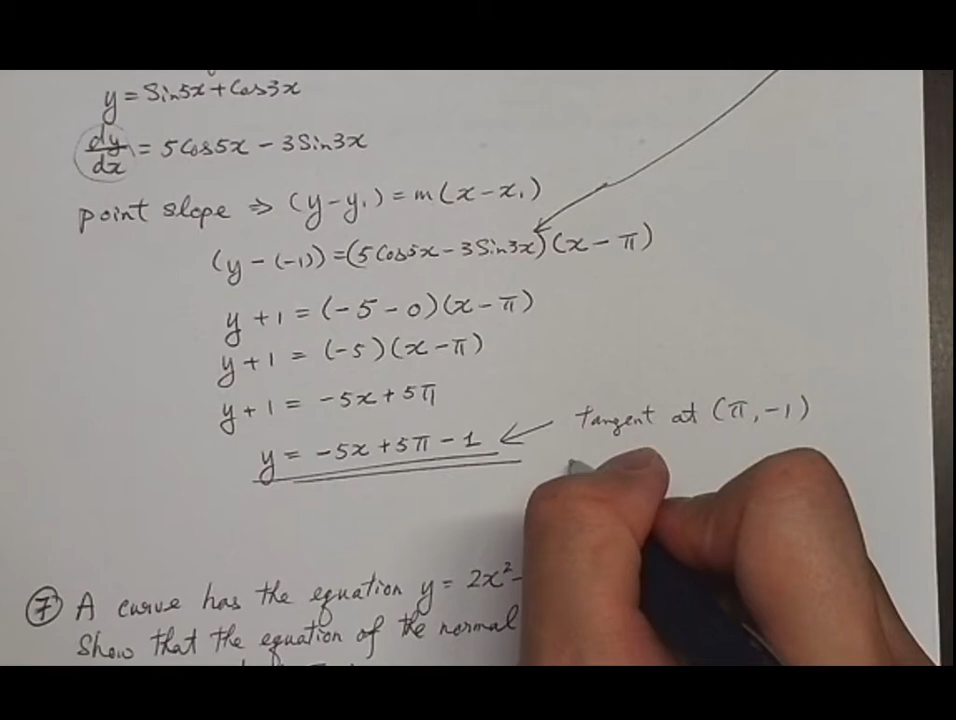 y = Sin5x + Cos3x
dy/dx = 5Cos5x − 3Sin3x
point slope ⇒ (y − y₁) = m(x − x₁)
(y − (−1)) = (5Cos5x − 3Sin3x)(x − π)
y + 1 = (−5 − 0)(x − π)
y + 1 = (−5)(x − π)
y + 1 = −5x + 5π
y = −5x + 5π − 1 ← tangent at (π, −1)
⑦ A curve has the equation y = 2x² −
Show that the equation of the normal